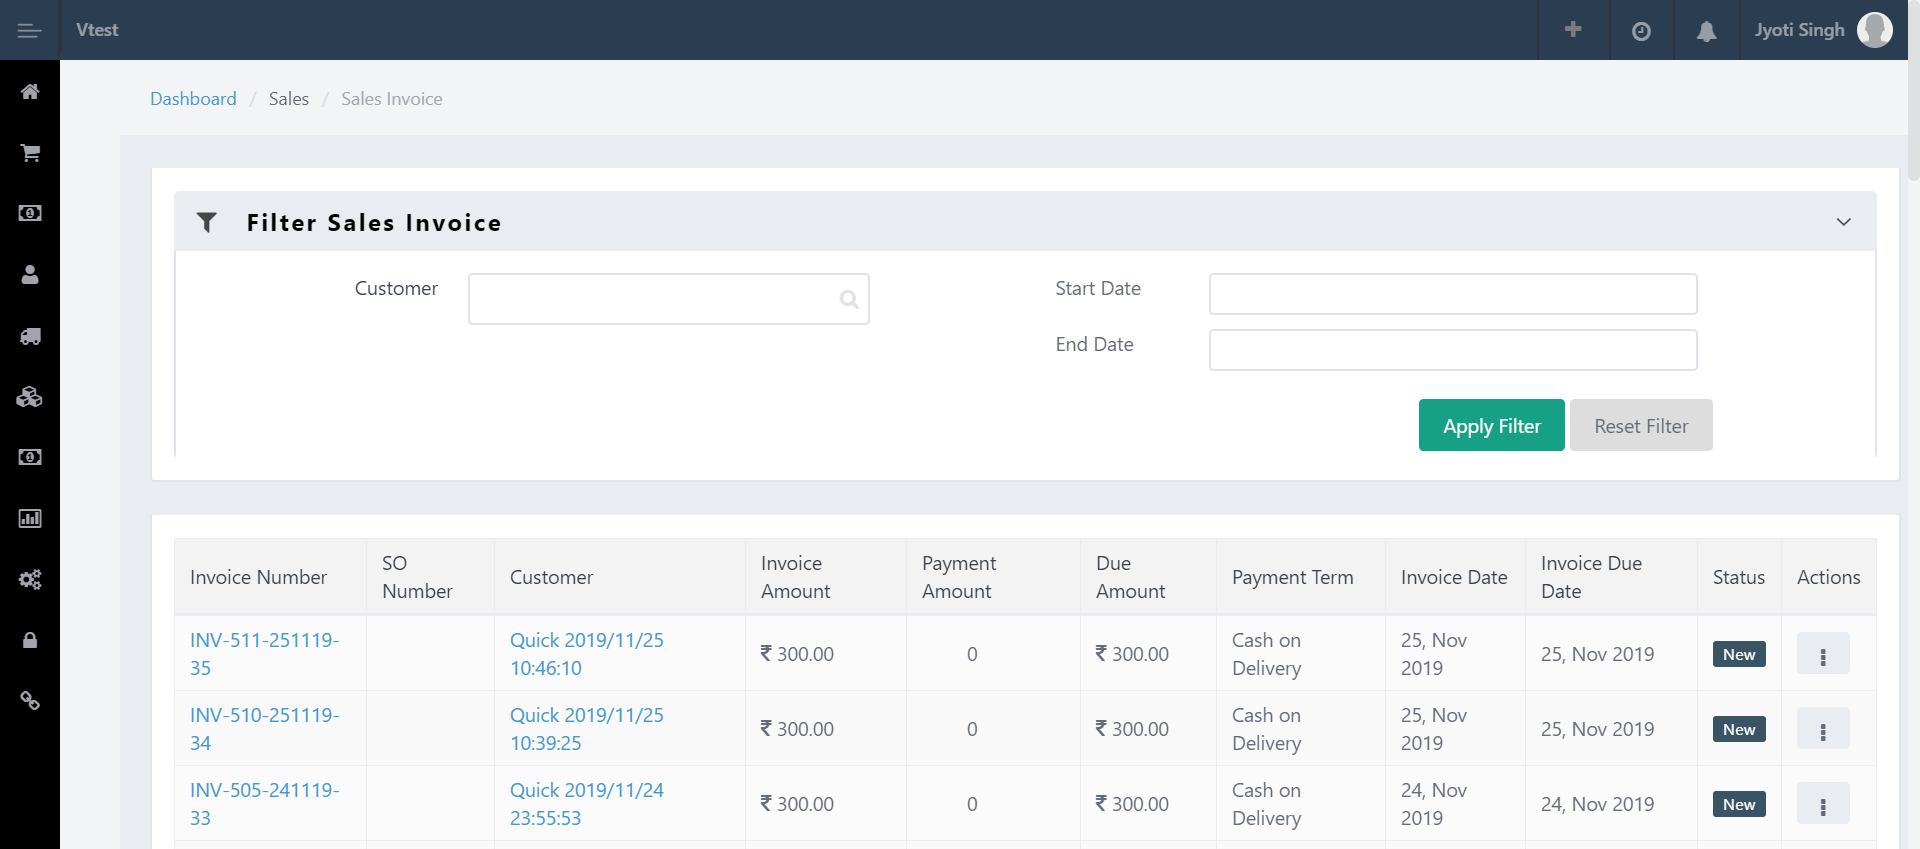 Vtest
Jyoti Singh
Dashboard / Sales / Sales Invoice
Filter Sales Invoice
Customer
Start Date
End Date
Apply Filter
Reset Filter
Invoice Number
SO
Number
Customer
Invoice
Amount
Payment
Amount
Due
Amount
Payment Term
Invoice Date
Invoice Due
Date
Status
Actions
INV-511-251119-
35
Quick 2019/11/25
10:46:10
₹ 300.00
0
₹ 300.00
Cash on
Delivery
25, Nov
2019
25, Nov 2019
New
INV-510-251119-
34
Quick 2019/11/25
10:39:25
₹ 300.00
0
₹ 300.00
Cash on
Delivery
25, Nov
2019
25, Nov 2019
New
INV-505-241119-
33
Quick 2019/11/24
23:55:53
₹ 300.00
0
₹ 300.00
Cash on
Delivery
24, Nov
2019
24, Nov 2019
New